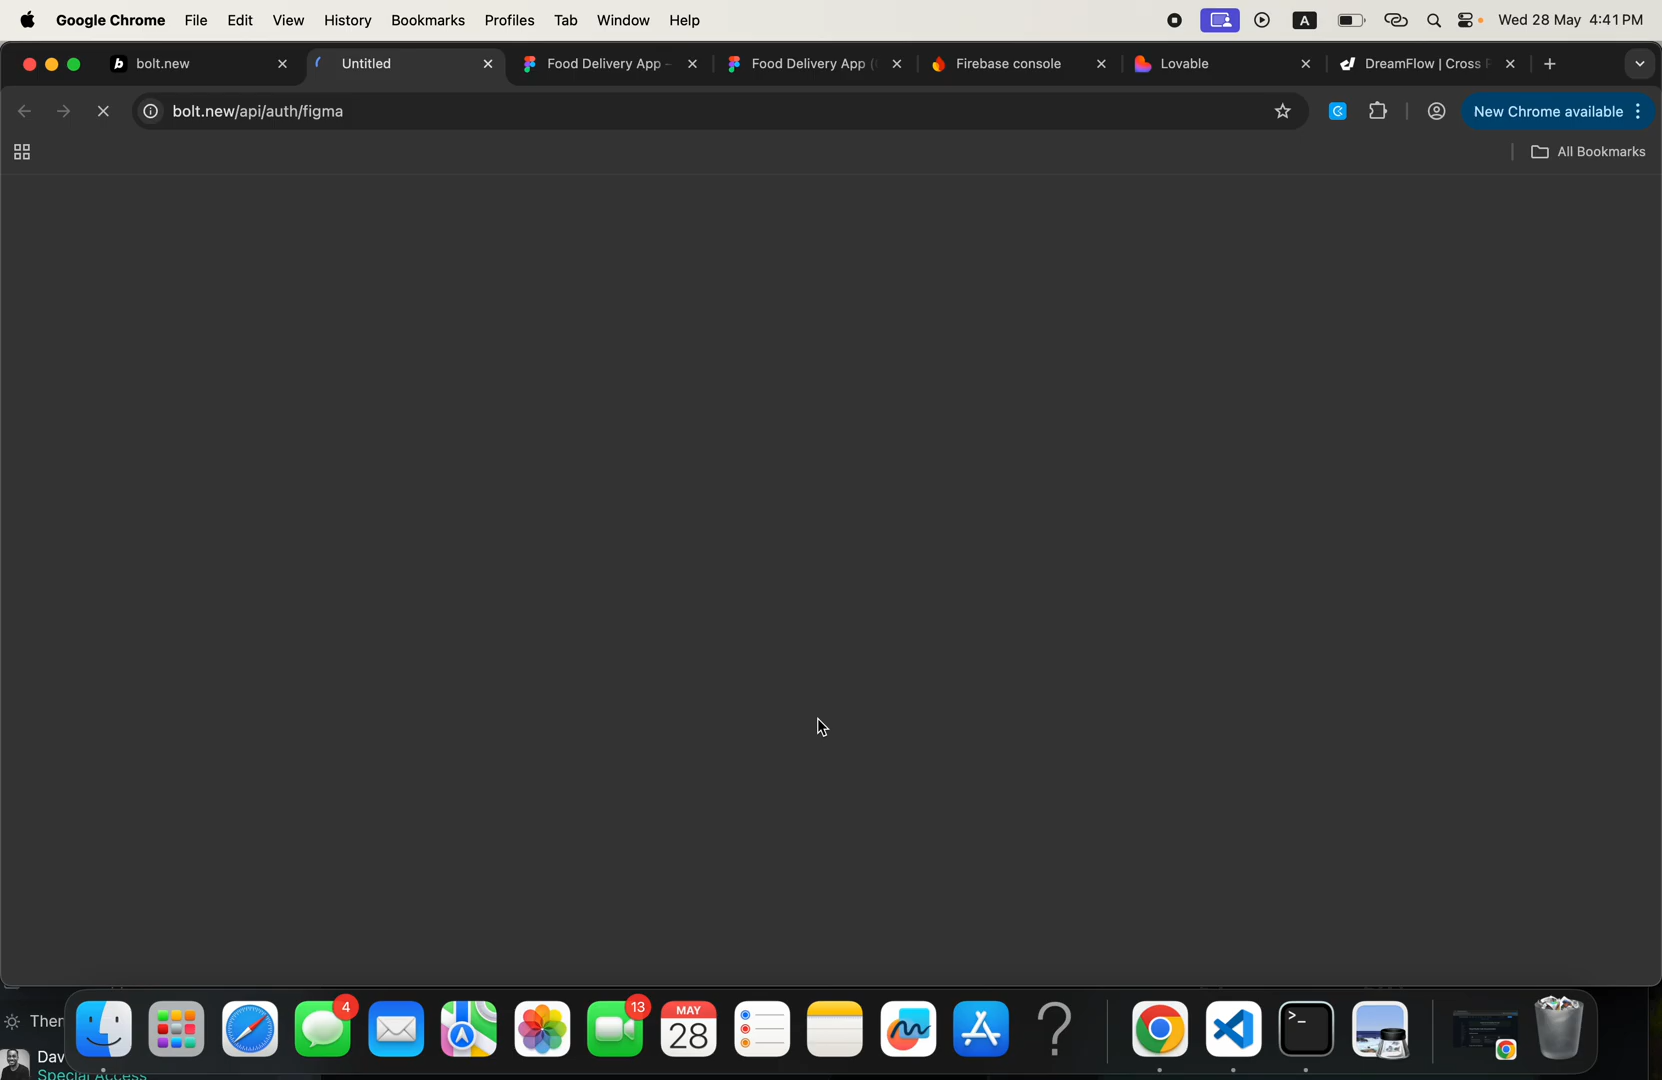 Google Chrome File Edit View History Bookmarks Profiles Tab Window Help A Wed 28 May 4:41 PM
b bolt.new Untitled Food Delivery App - Food Delivery App ( Firebase console Lovable DreamFlow | Cross
bolt.new/api/auth/figma New Chrome available
All Bookmarks
4 13 MAY
28 >_ ?
Ther
Dav
Special Access